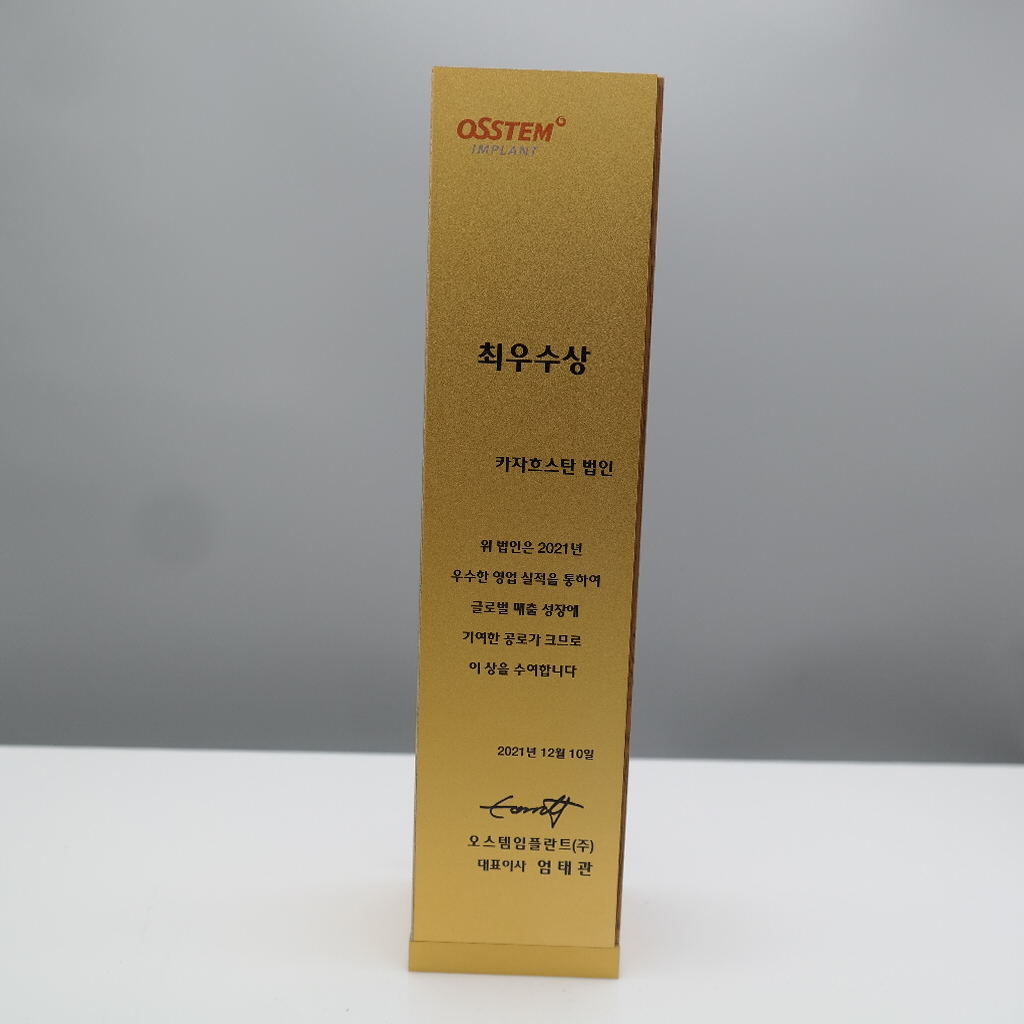 OSSTEM
IMPLANT
최우수상
카자흐스탄 법인
위 법인은 2021년
우수한 영업 실적을 통하여
글로벌 매출 성장에
기여한 공로가 크므로
이 상을 수여합니다
2021년 12월 10일
오스템임플란트(주)
대표이사 엄태관